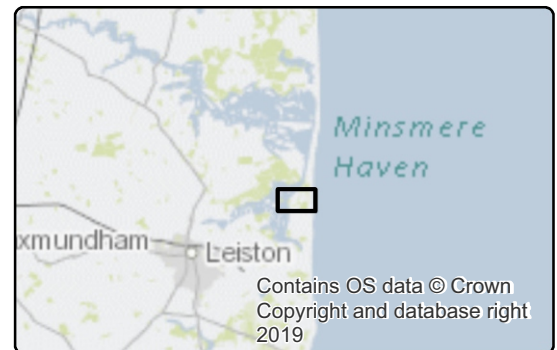 Minsmere
Haven
xmundham
Leiston
Contains OS data © Crown
Copyright and database right
2019